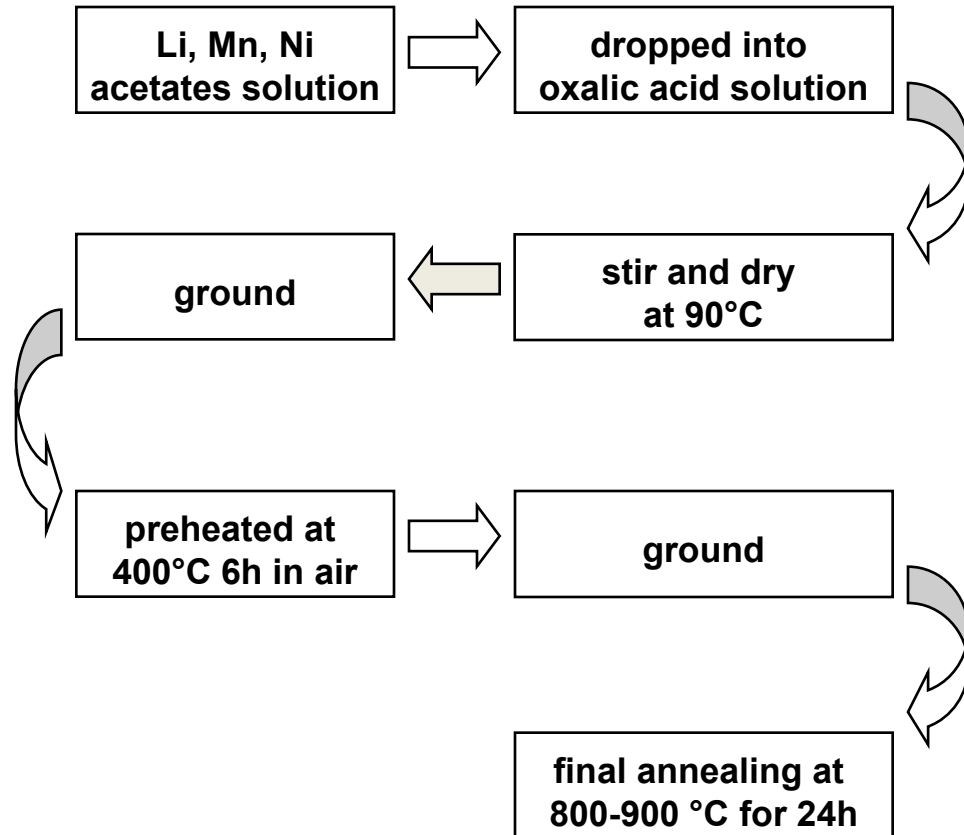 Li, Mn, Ni
acetates solution
dropped into
oxalic acid solution
stir and dry
at 90°C
ground
preheated at
400°C 6h in air
ground
final annealing at
800-900 °C for 24h